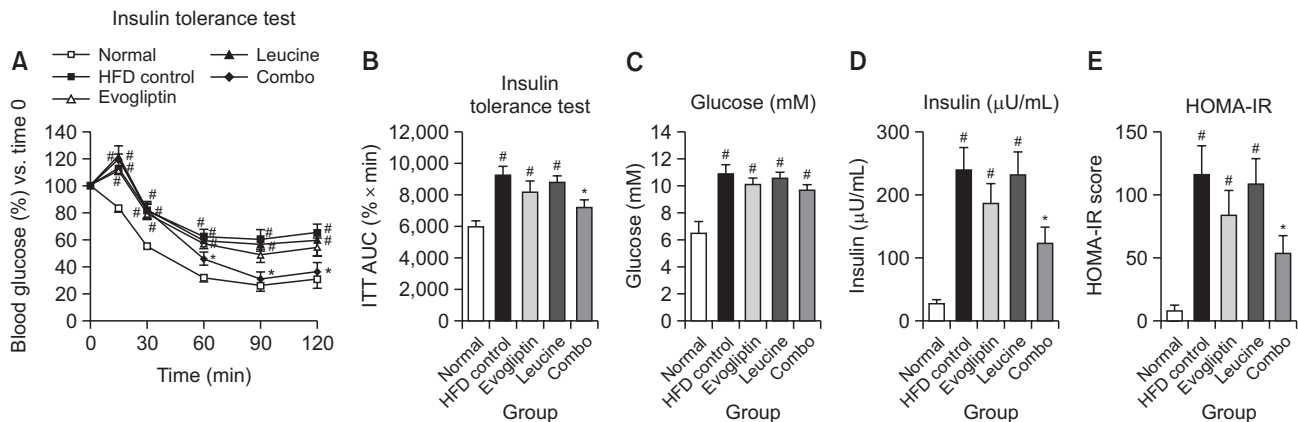 Insulin tolerance test
A
Normal
HFD control
Evogliptin
Leucine
Combo
Blood glucose (%) vs. time 0
140
120
100
80
60
40
20
0
# #
# #
#
#
# #
#
#
#
#
*
#
#
*
#
#
*
0 30 60 90 120
Time (min)
B
Insulin
tolerance test
ITT AUC (% × min)
12,000
10,000
8,000
6,000
4,000
2,000
0
#
#
#
*
Normal
HFD control
Evogliptin
Leucine
Combo
Group
C
Glucose (mM)
Glucose (mM)
14
12
10
8
6
4
2
0
#
#
#
#
Normal
HFD control
Evogliptin
Leucine
Combo
Group
D
Insulin (μU/mL)
Insulin (μU/mL)
300
200
100
0
#
#
#
*
Normal
HFD control
Evogliptin
Leucine
Combo
Group
E
HOMA-IR
HOMA-IR score
150
100
50
0
#
#
#
*
Normal
HFD control
Evogliptin
Leucine
Combo
Group